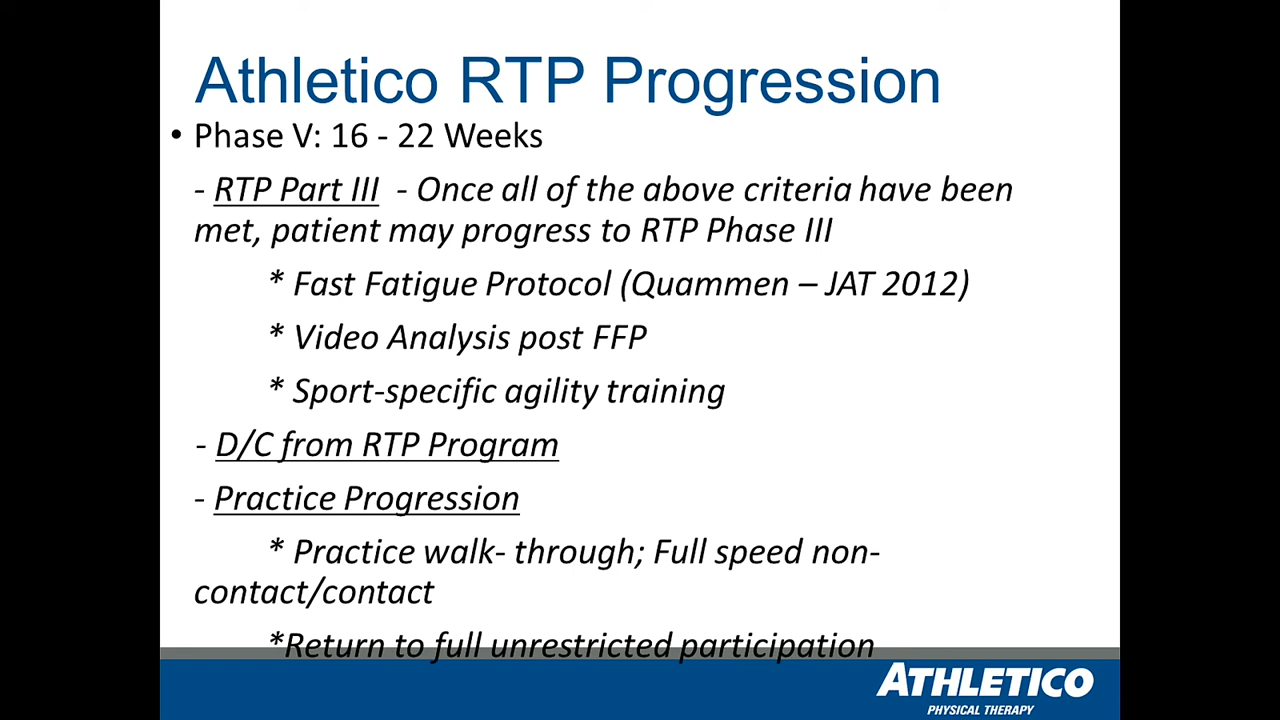 Athletico RTP Progression
• Phase V: 16 - 22 Weeks
- RTP Part III - Once all of the above criteria have been
met, patient may progress to RTP Phase III
* Fast Fatigue Protocol (Quammen – JAT 2012)
* Video Analysis post FFP
* Sport-specific agility training
- D/C from RTP Program
- Practice Progression
* Practice walk- through; Full speed non-
contact/contact
*Return to full unrestricted participation
ATHLETICO
PHYSICAL THERAPY